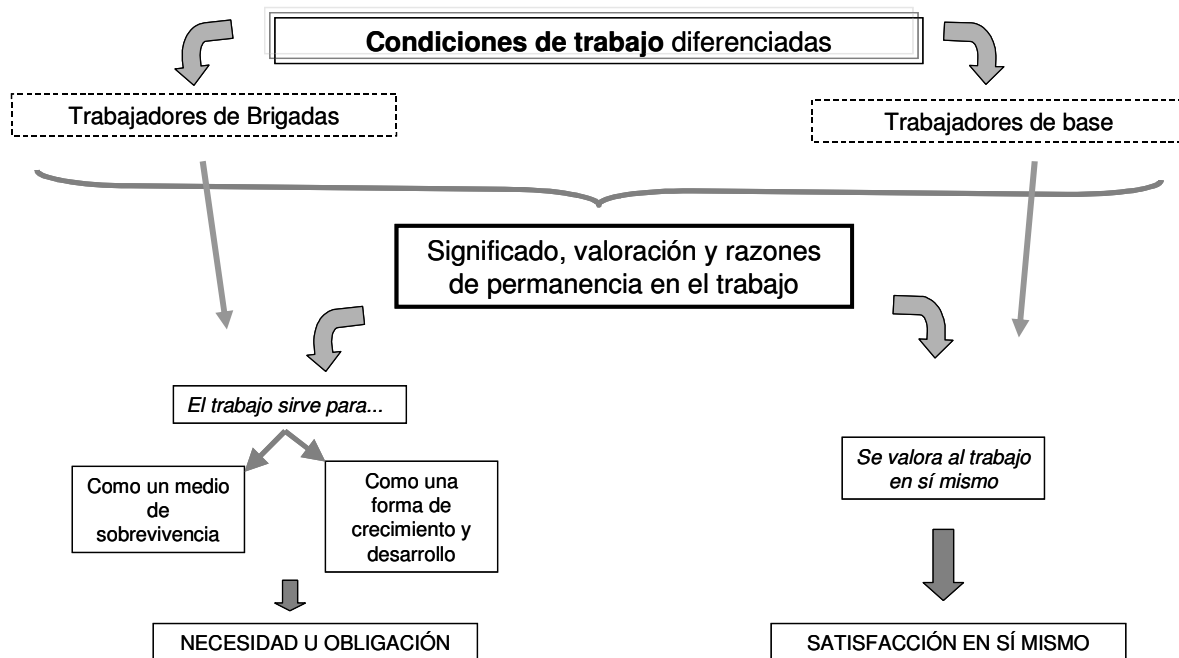 Condiciones de trabajo diferenciadas
Trabajadores de Brigadas
Trabajadores de base
Significado, valoración y razones
de permanencia en el trabajo
El trabajo sirve para...
Como un medio
de
sobrevivencia
Como una
forma de
crecimiento y
desarrollo
Se valora al trabajo
en sí mismo
NECESIDAD U OBLIGACIÓN
SATISFACCIÓN EN SÍ MISMO